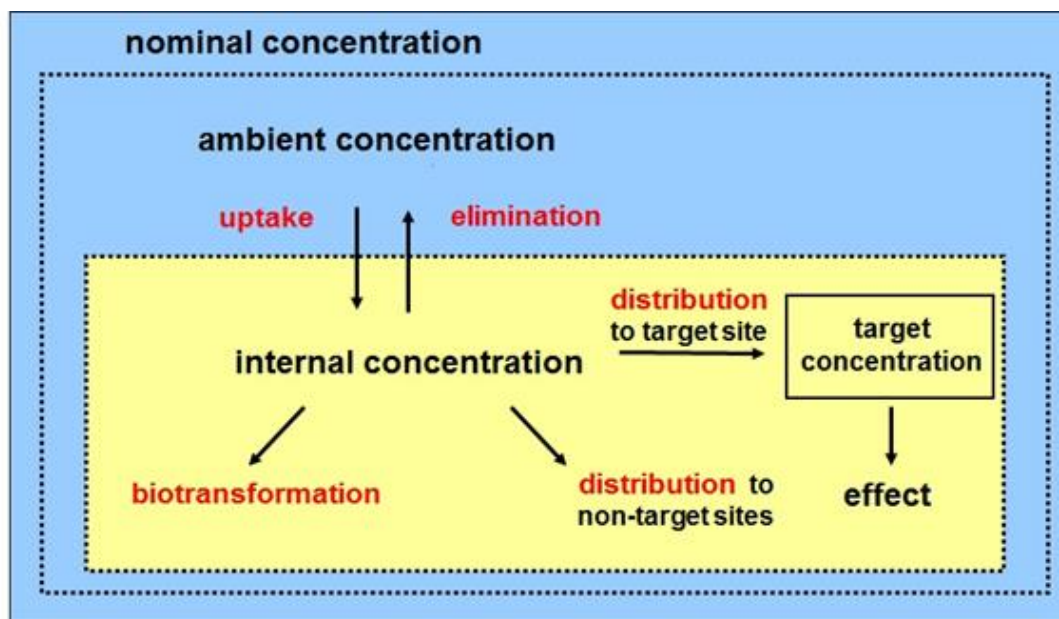 nominal concentration
ambient concentration
uptake
elimination
distribution
to target site
target
concentration
internal concentration
biotransformation
distribution to
non-target sites
effect